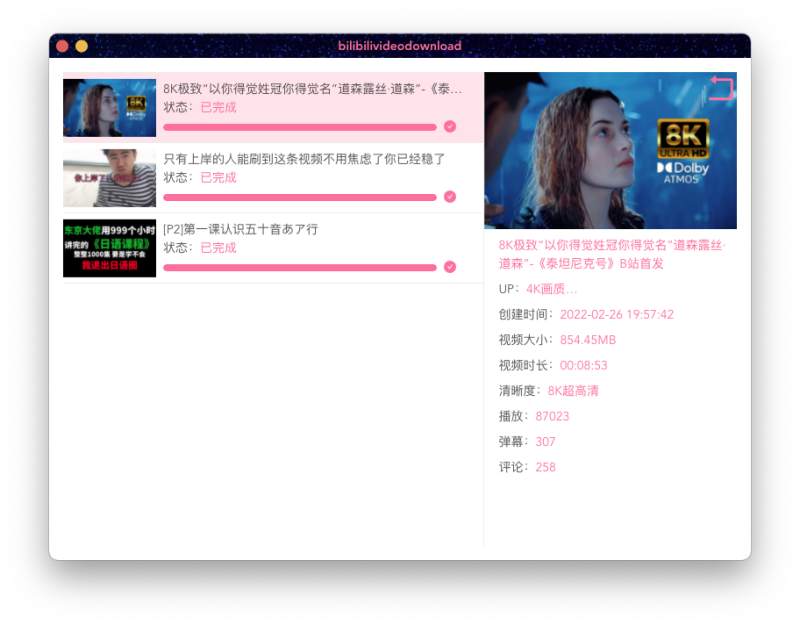 bilibilivideodownload
8K
Dolby
8K极致“以你得觉姓冠你得觉名”道森露丝·道森”-《泰…
状态：已完成
你上岸了
只有上岸的人能刷到这条视频不用焦虑了你已经稳了
状态：已完成
东京大佬用999个小时
讲完的《日语课程》
整整1000集 要是学不会
我退出日语圈
[P2]第一课认识五十音あア行
状态：已完成
8K
ULTRA HD
Dolby
ATMOS
8K极致“以你得觉姓冠你得觉名”道森露丝·
道森”-《泰坦尼克号》B站首发
UP：4K画质…
创建时间：2022-02-26 19:57:42
视频大小：854.45MB
视频时长：00:08:53
清晰度：8K超高清
播放：87023
弹幕：307
评论：258